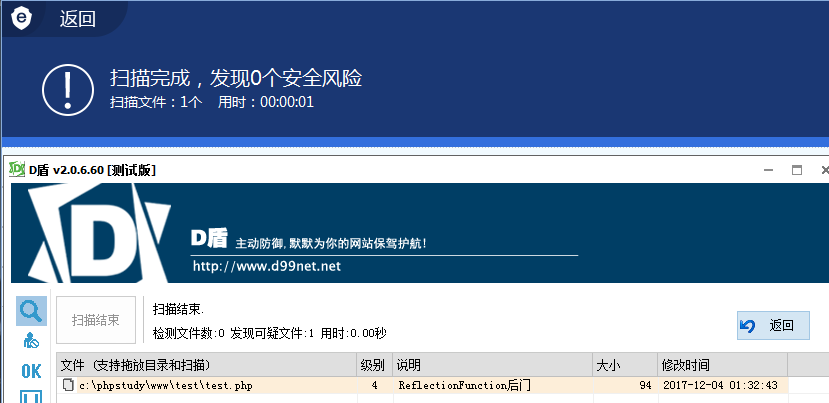 返回
扫描完成，发现0个安全风险
扫描文件：1个 用时：00:00:01
D盾 v2.0.6.60 [测试版]
D盾 主动防御,默默为你的网站保驾护航!
http://www.d99net.net
扫描结束
扫描结束.
检测文件数:0 发现可疑文件:1 用时:0.00秒
返回
OK
文件 (支持拖放目录和扫描) 级别 说明 大小 修改时间
c:\phpstudy\www\test\test.php 4 ReflectionFunction后门 94 2017-12-04 01:32:43